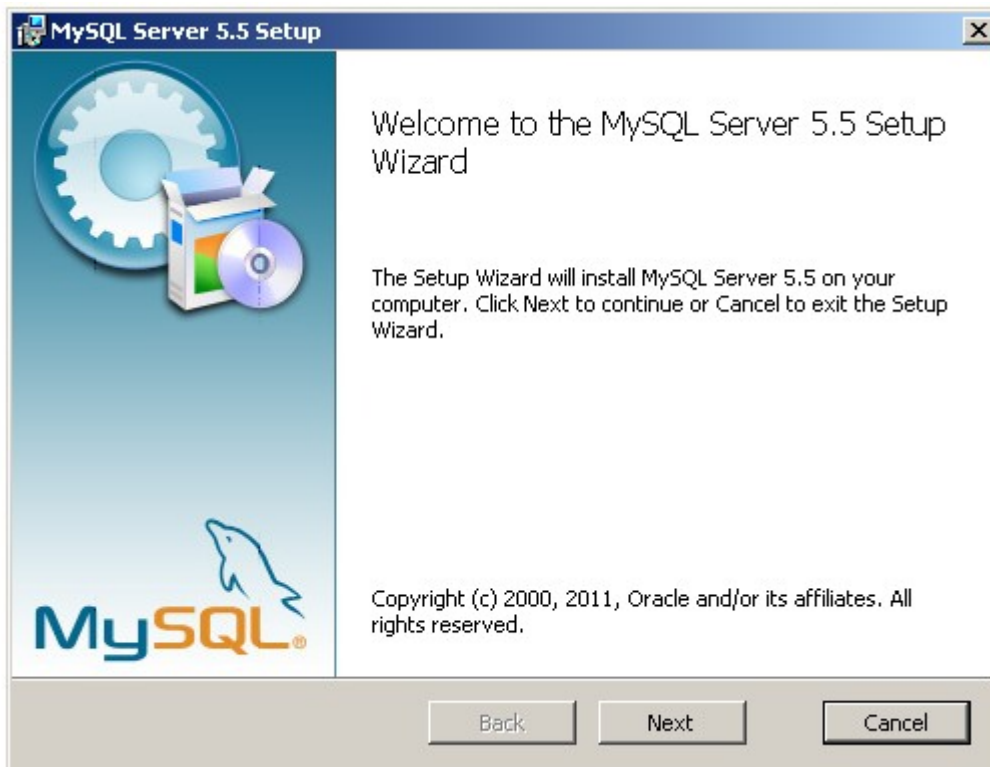 MySQL Server 5.5 Setup
Welcome to the MySQL Server 5.5 Setup
Wizard
The Setup Wizard will install MySQL Server 5.5 on your
computer. Click Next to continue or Cancel to exit the Setup
Wizard.
MySQL®
Copyright (c) 2000, 2011, Oracle and/or its affiliates. All
rights reserved.
Back
Next
Cancel